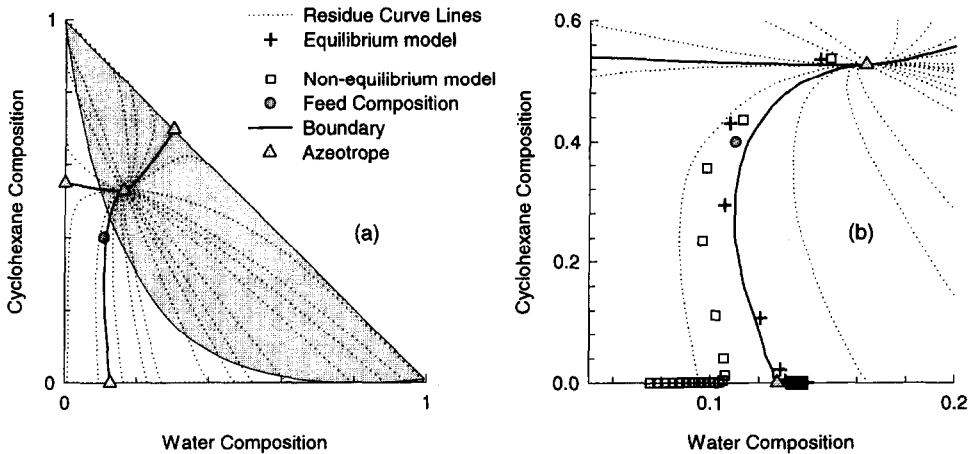 1
Cyclohexane Composition
0
0
1
Water Composition
(a)
Residue Curve Lines
Equilibrium model
Non-equilibrium model
Feed Composition
Boundary
Azeotrope
0.6
0.4
0.2
0.0
Cyclohexane Composition
(b)
0.1
0.2
Water Composition